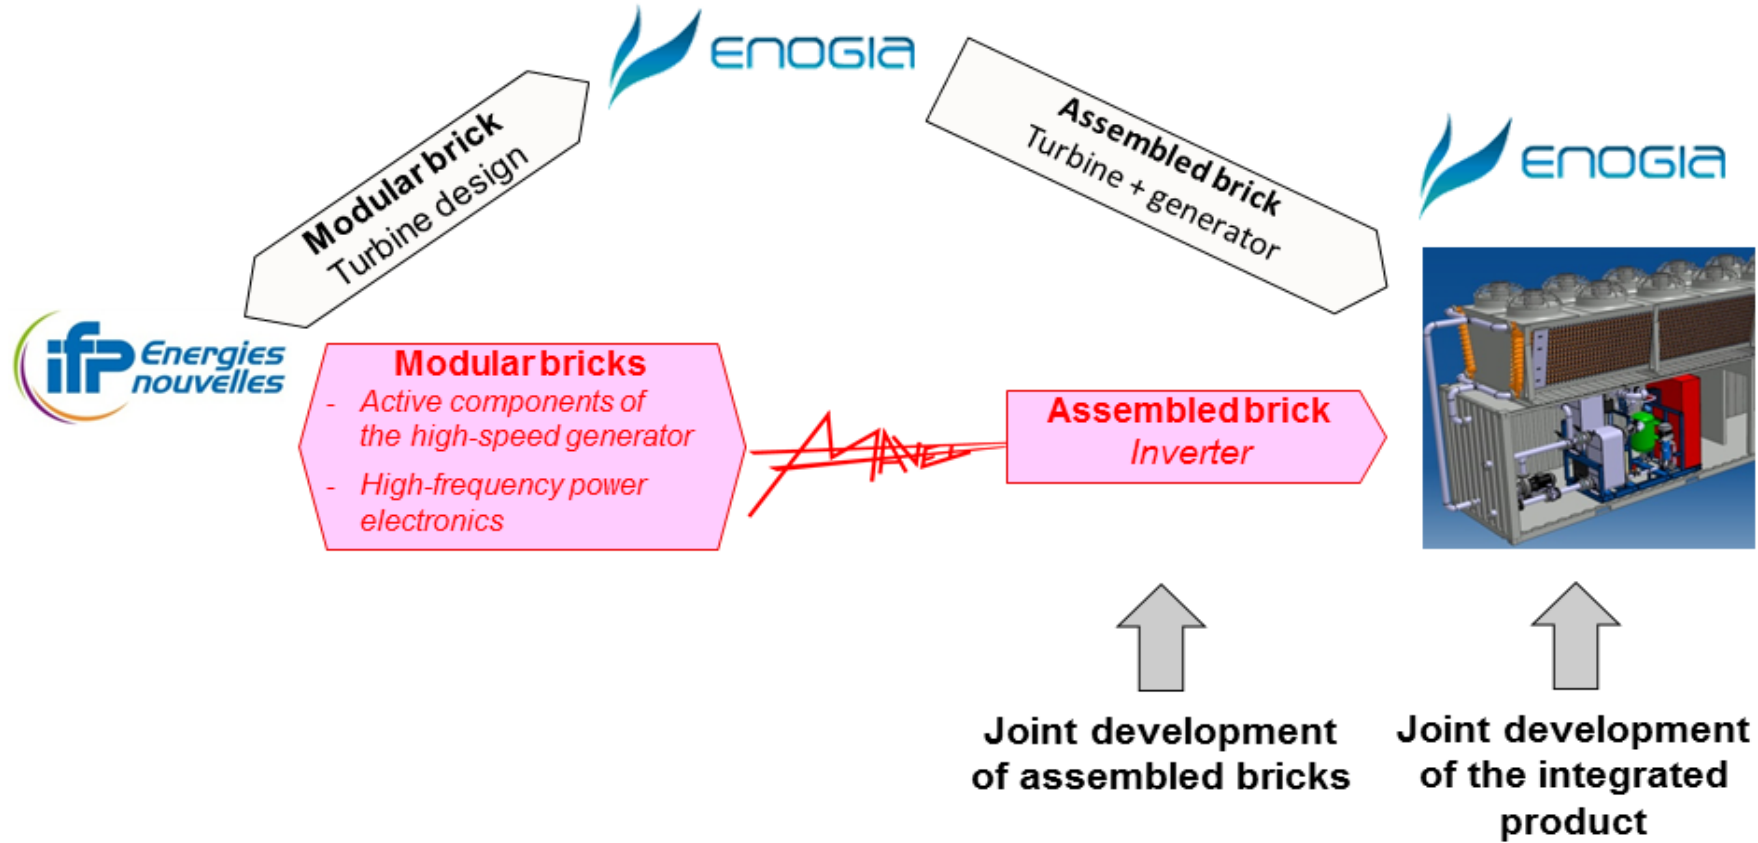 ENOGIA
Modular brick
Turbine design
Assembled brick
Turbine + generator
ENOGIA
ifp Energies
nouvelles
Modular bricks
- Active components of
the high-speed generator
- High-frequency power
electronics
Assembled brick
Inverter
Joint development
of assembled bricks
Joint development
of the integrated
product